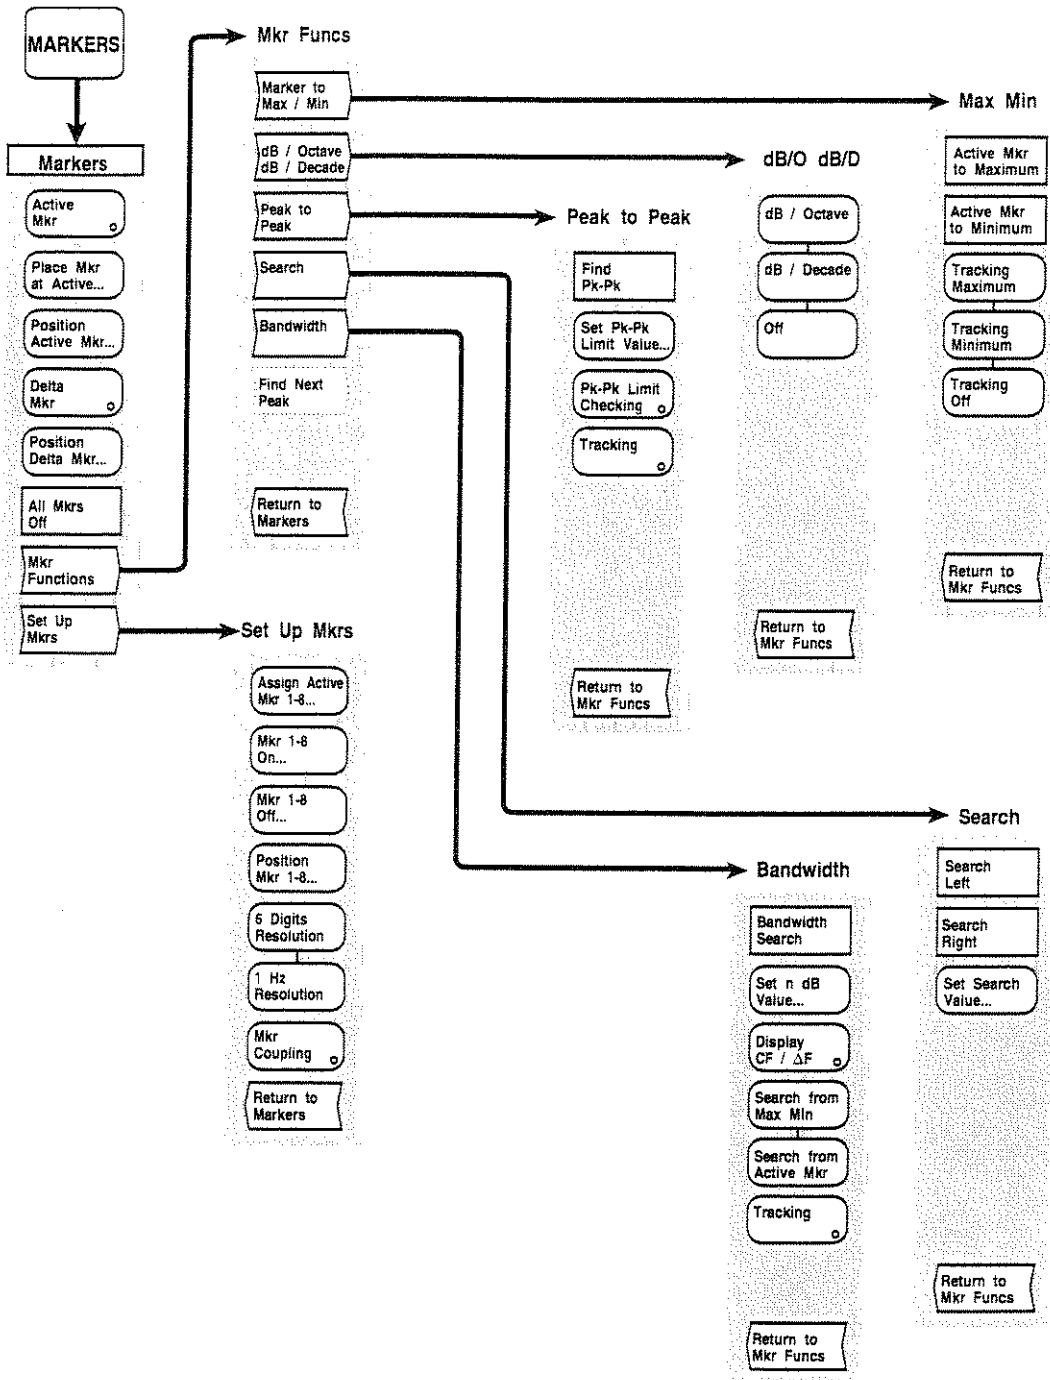 MARKERS
Markers
Active
Mkr
Place Mkr
at Active...
Position
Active Mkr...
Delta
Mkr
Position
Delta Mkr...
All Mkrs
Off
Mkr
Functions
Set Up
Mkrs
Mkr Funcs
Marker to
Max / Min
dB / Octave
dB / Decade
Peak to
Peak
Search
Bandwidth
Find Next
Peak
Return to
Markers
Set Up Mkrs
Assign Active
Mkr 1-8...
Mkr 1-8
On...
Mkr 1-8
Off...
Position
Mkr 1-8...
6 Digits
Resolution
1 Hz
Resolution
Mkr
Coupling
Return to
Markers
Peak to Peak
Find
Pk-Pk
Set Pk-Pk
Limit Value...
Pk-Pk Limit
Checking
Tracking
Return to
Mkr Funcs
dB/O dB/D
dB / Octave
dB / Decade
Off
Return to
Mkr Funcs
Max Min
Active Mkr
to Maximum
Active Mkr
to Minimum
Tracking
Maximum
Tracking
Minimum
Tracking
Off
Return to
Mkr Funcs
Bandwidth
Bandwidth
Search
Set n dB
Value...
Display
CF / ΔF
Search from
Max Min
Search from
Active Mkr
Tracking
Return to
Mkr Funcs
Search
Search
Left
Search
Right
Set Search
Value...
Return to
Mkr Funcs